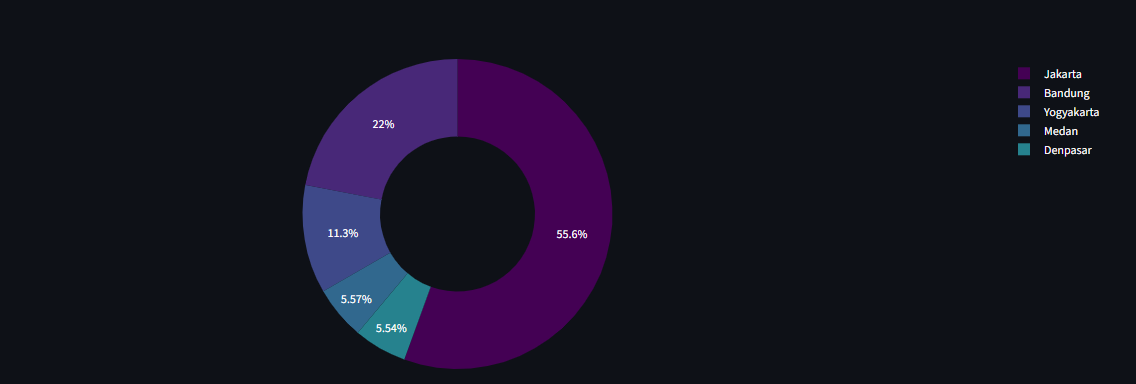 Jakarta
Bandung
Yogyakarta
Medan
Denpasar
22%
55.6%
11.3%
5.57%
5.54%